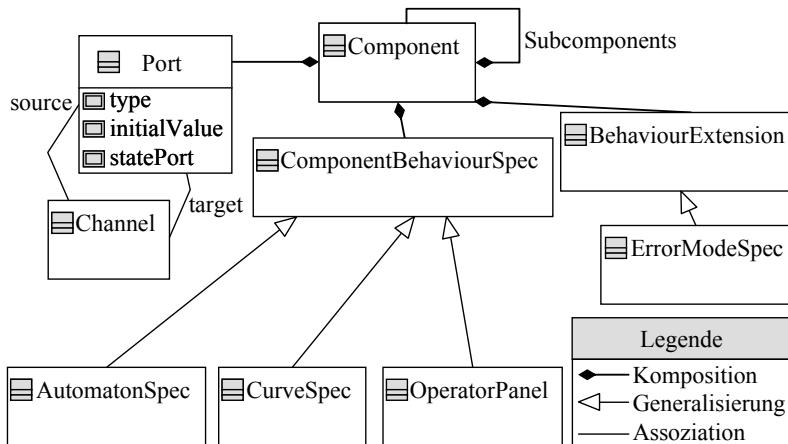 Component
Subcomponents
Port
source
type
initialValue
statePort
target
Channel
ComponentBehaviourSpec
BehaviourExtension
ErrorModeSpec
AutomatonSpec
CurveSpec
OperatorPanel
Legende
Komposition
Generalisierung
Assoziation